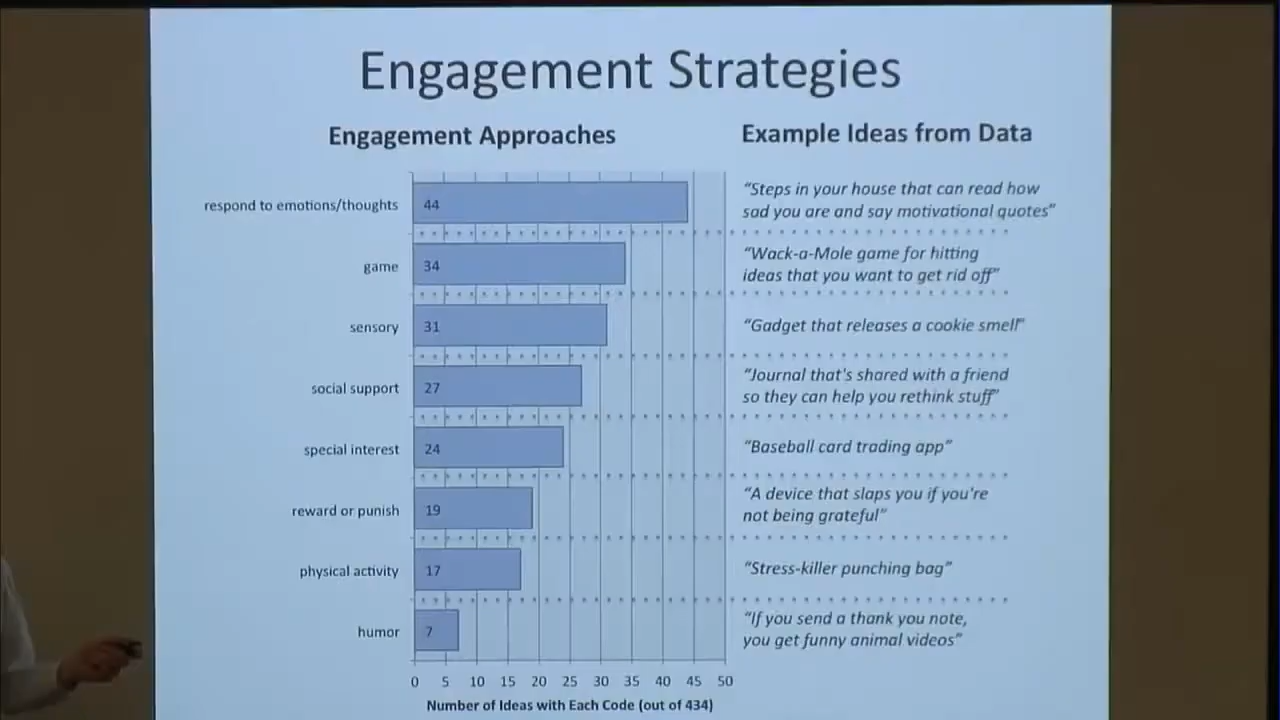 Engagement Strategies
Engagement Approaches
Example Ideas from Data
respond to emotions/thoughts
44
“Steps in your house that can read how
sad you are and say motivational quotes”
game
34
“Wack-a-Mole game for hitting
ideas that you want to get rid off”
sensory
31
“Gadget that releases a cookie smell”
social support
27
“Journal that's shared with a friend
so they can help you rethink stuff”
special interest
24
“Baseball card trading app”
reward or punish
19
“A device that slaps you if you're
not being grateful”
physical activity
17
“Stress-killer punching bag”
humor
7
“If you send a thank you note,
you get funny animal videos”
0 5 10 15 20 25 30 35 40 45 50
Number of Ideas with Each Code (out of 434)